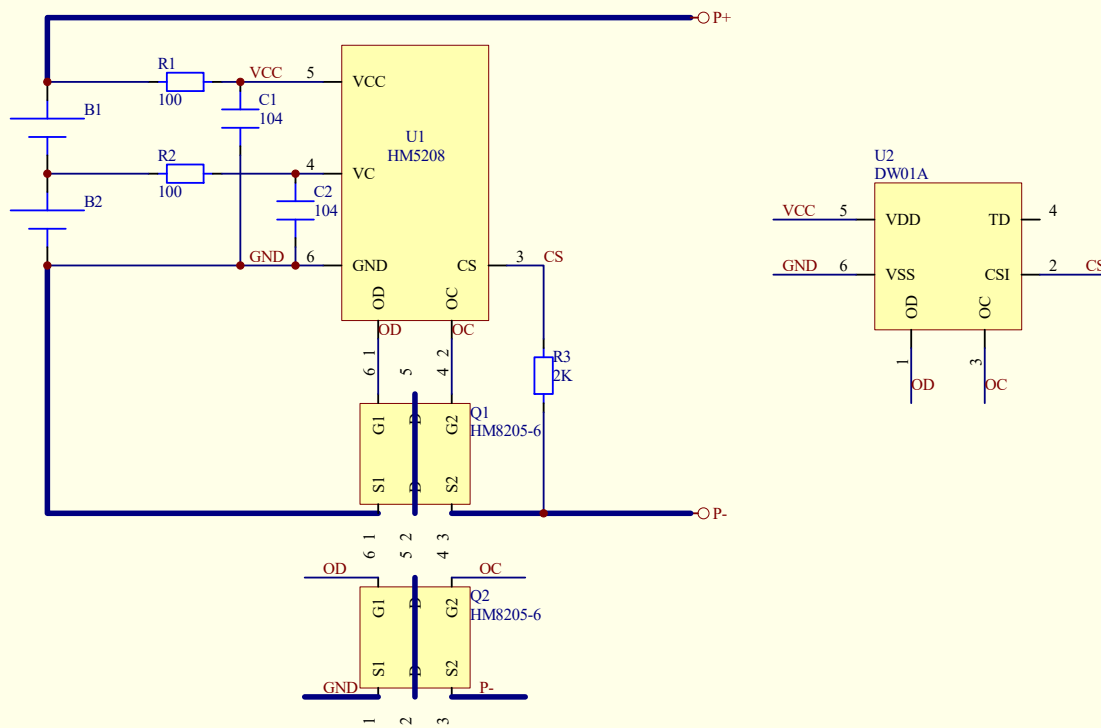 P+
R1
100
VCC
5
VCC
C1
104
B1
U1
HM5208
R2
100
4
VC
C2
104
B2
GND
6
GND
CS
3
CS
OD
OC
OD
OC
1
2
6
5
4
R3
2K
G1
D
G2
Q1
HM8205-6
S1
D
S2
P-
1
2
3
6
5
4
OD
OC
G1
D
G2
Q2
HM8205-6
S1
D
S2
GND
P-
1
2
3
U2
DW01A
VCC
5
VDD
TD
4
GND
6
VSS
CSI
2
CS
OD
OC
1
3
OD
OC